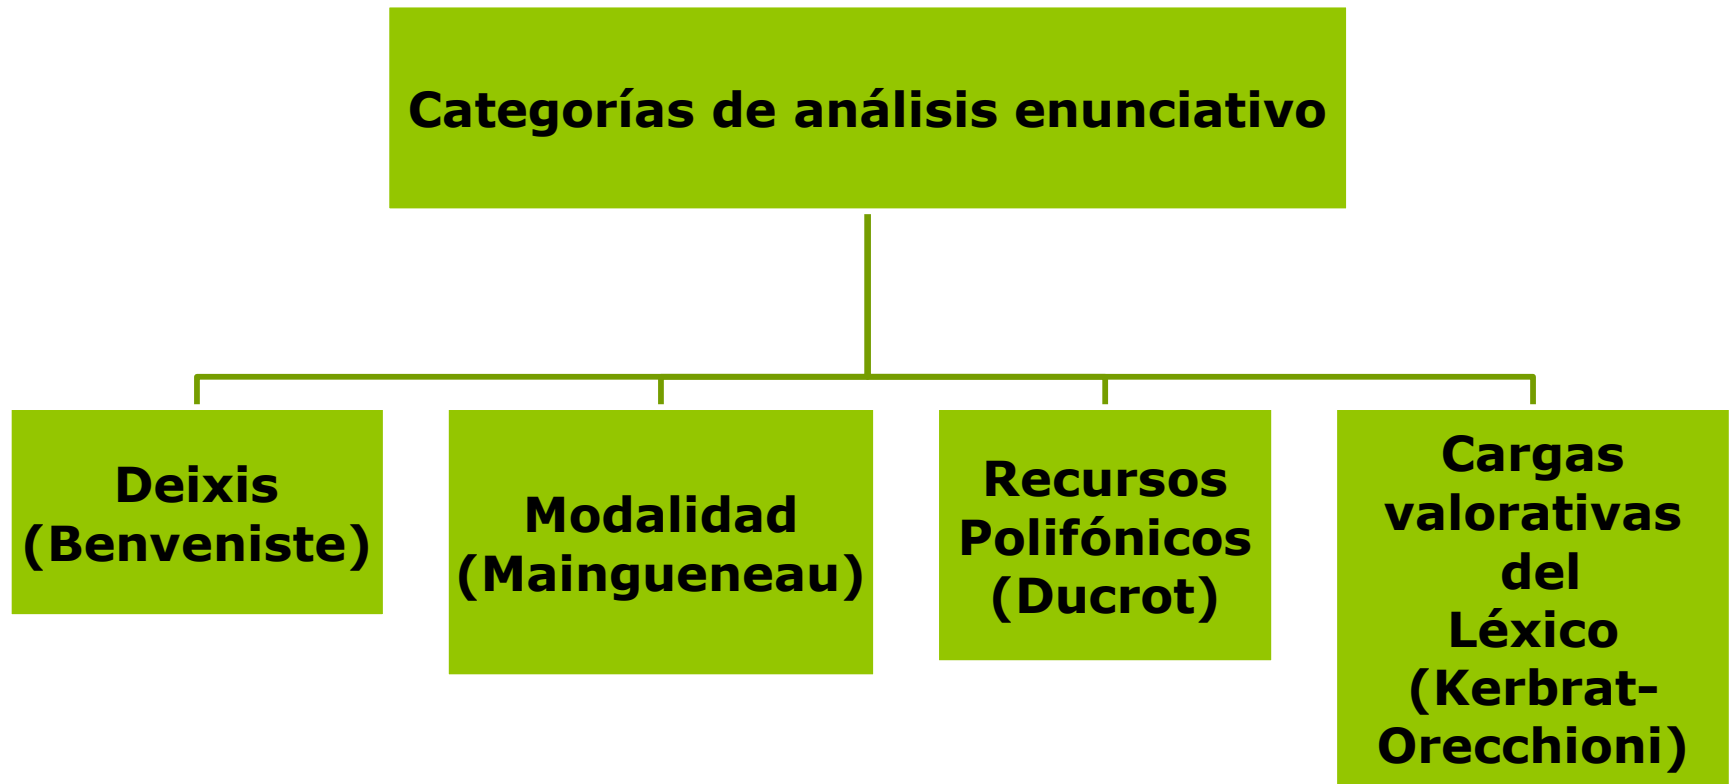 Categorías de análisis enunciativo
Deixis
(Benveniste)
Modalidad
(Maingueneau)
Recursos
Polifónicos
(Ducrot)
Cargas
valorativas
del
Léxico
(Kerbrat-
Orecchioni)